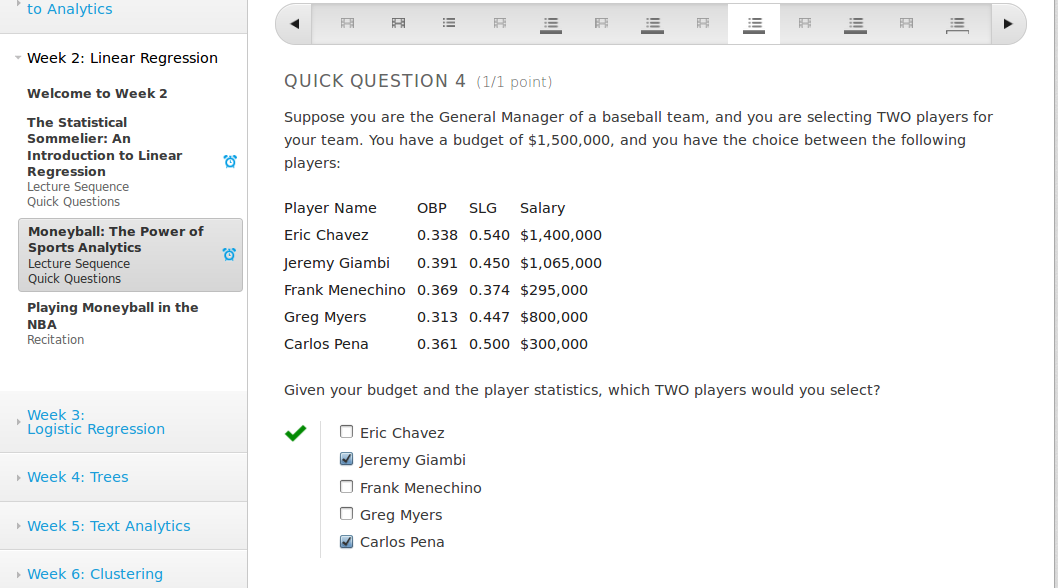 to Analytics
Week 2: Linear Regression
Welcome to Week 2
The Statistical
Sommelier: An
Introduction to Linear
Regression
Lecture Sequence
Quick Questions
Moneyball: The Power of
Sports Analytics
Lecture Sequence
Quick Questions
Playing Moneyball in the
NBA
Recitation
Week 3:
Logistic Regression
Week 4: Trees
Week 5: Text Analytics
Week 6: Clustering
QUICK QUESTION 4 (1/1 point)
Suppose you are the General Manager of a baseball team, and you are selecting TWO players for
your team. You have a budget of $1,500,000, and you have the choice between the following
players:
Player Name OBP SLG Salary
Eric Chavez 0.338 0.540 $1,400,000
Jeremy Giambi 0.391 0.450 $1,065,000
Frank Menechino 0.369 0.374 $295,000
Greg Myers 0.313 0.447 $800,000
Carlos Pena 0.361 0.500 $300,000
Given your budget and the player statistics, which TWO players would you select?
Eric Chavez
Jeremy Giambi
Frank Menechino
Greg Myers
Carlos Pena